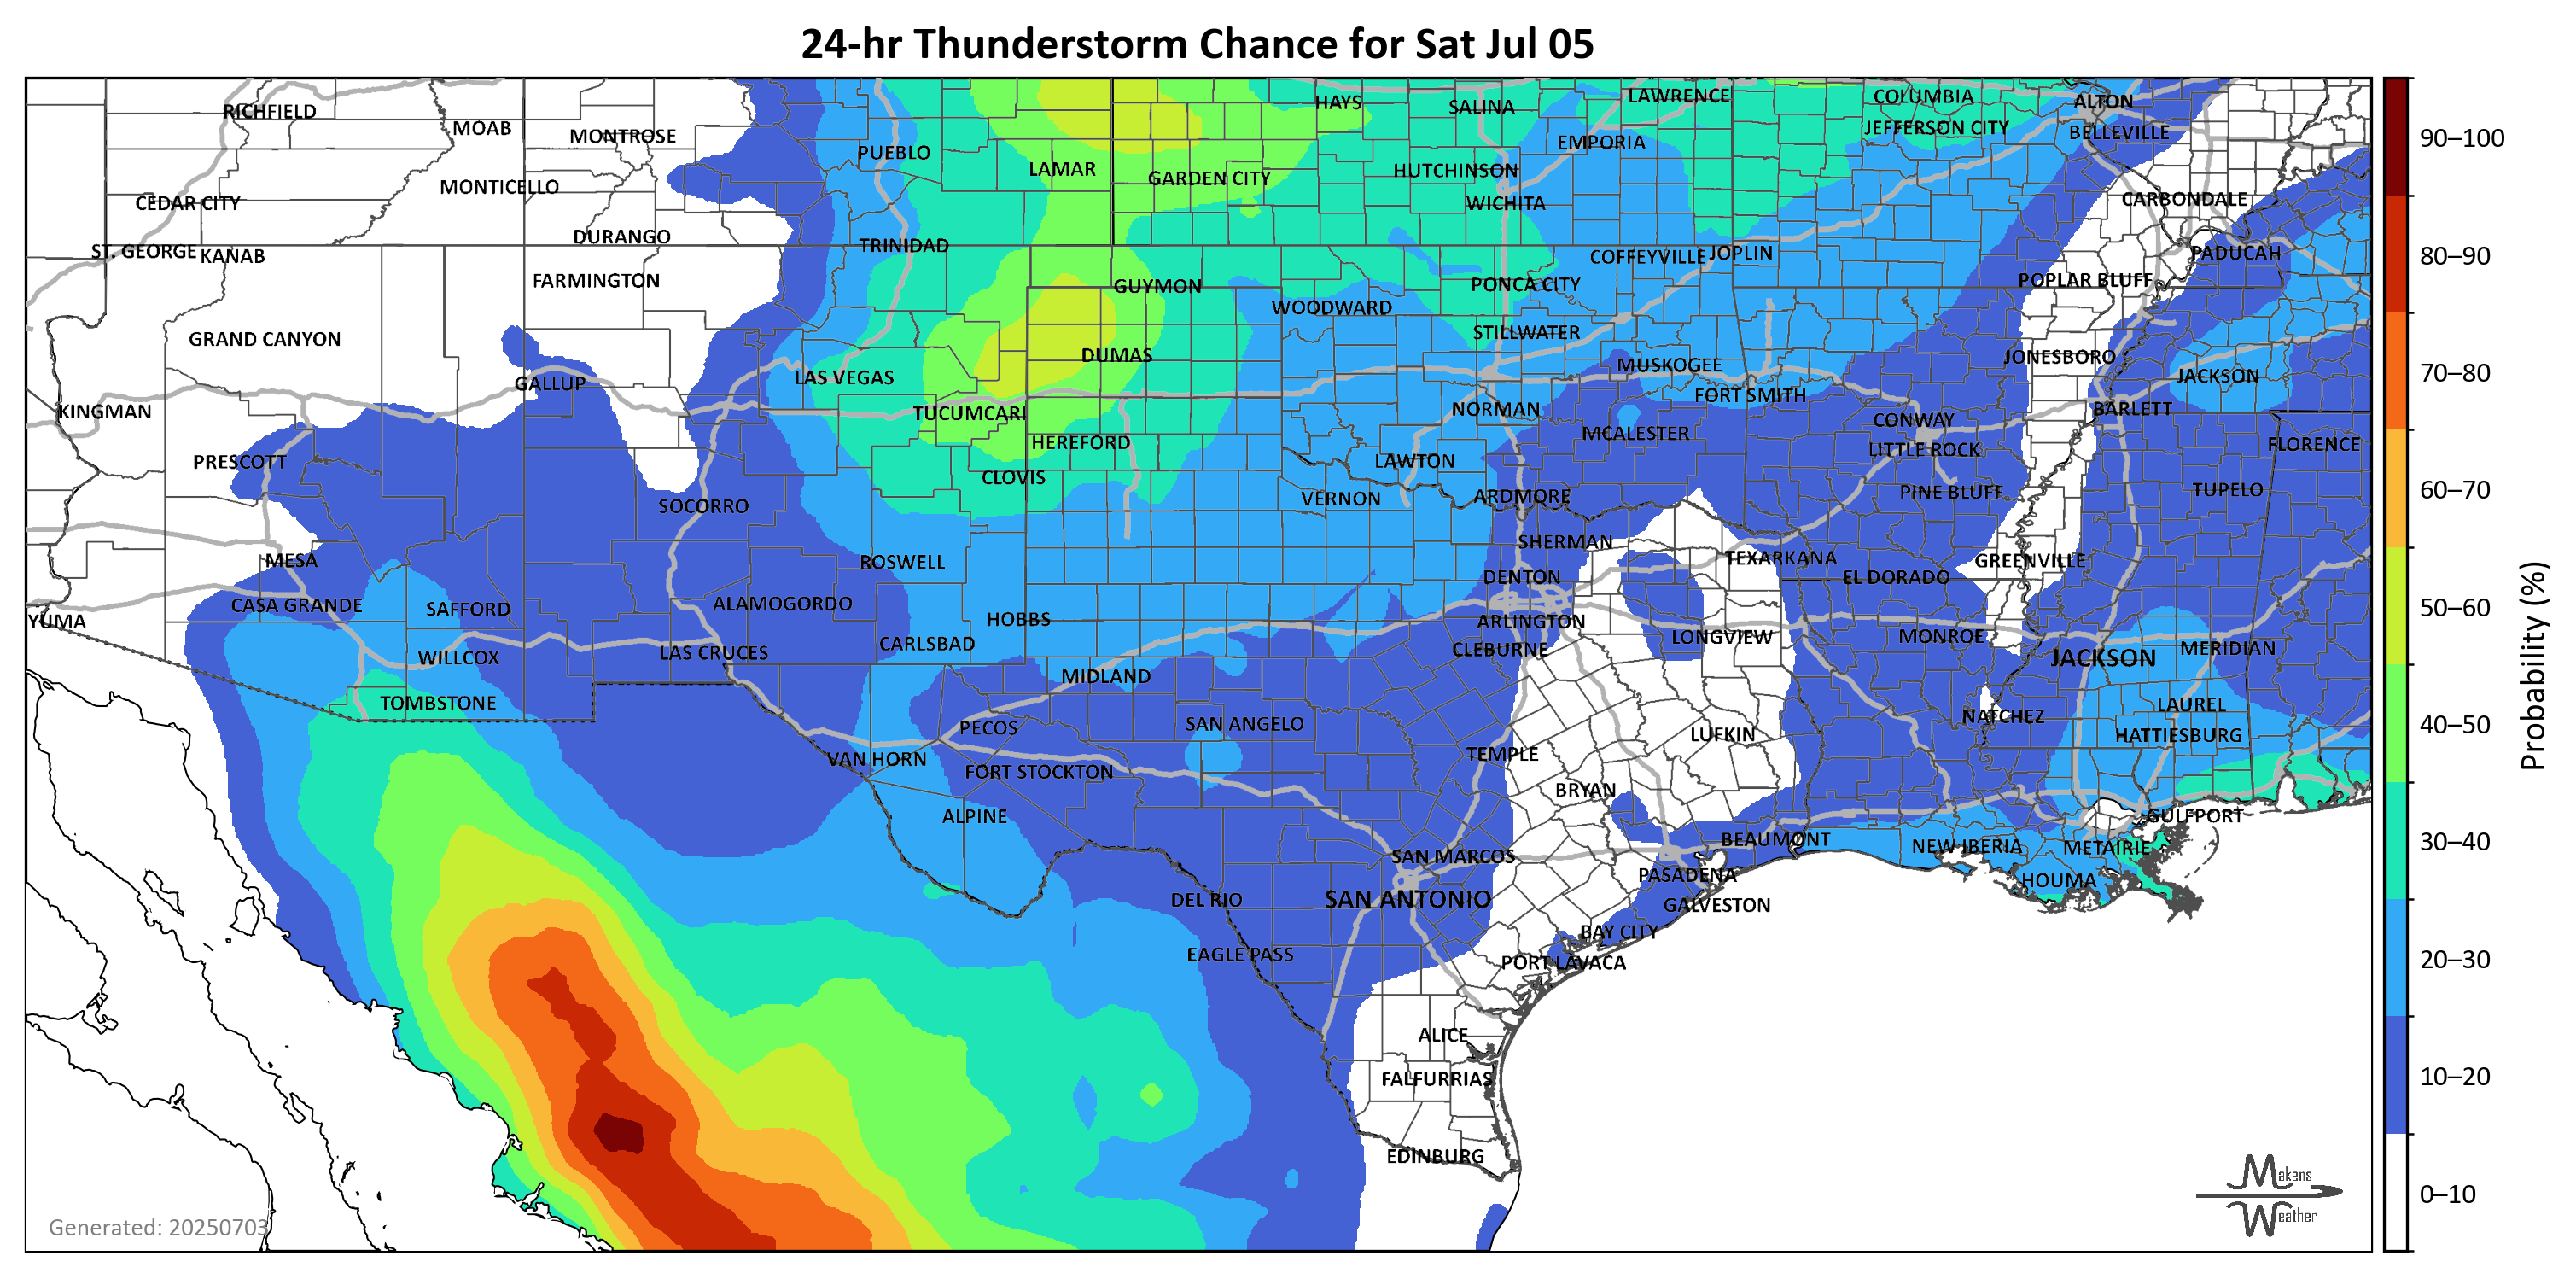 24-hr Thunderstorm Chance for Sat Jul 05
RICHFIELD
MOAB
MONTROSE
PUEBLO
LAMAR
GARDEN CITY
HAYS
SALINA
LAWRENCE
COLUMBIA
ALTON
EMPORIA
JEFFERSON CITY
BELLEVILLE
HUTCHINSON
MONTICELLO
CEDAR CITY
WICHITA
CARBONDALE
ST. GEORGE
KANAB
DURANGO
TRINIDAD
COFFEYVILLE
JOPLIN
PADUCAH
FARMINGTON
GUYMON
PONCA CITY
POPLAR BLUFF
WOODWARD
GRAND CANYON
STILLWATER
DUMAS
MUSKOGEE
JONESBORO
GALLUP
LAS VEGAS
JACKSON
FORT SMITH
KINGMAN
TUCUMCARI
NORMAN
CONWAY
BARLETT
HEREFORD
MCALESTER
LITTLE ROCK
FLORENCE
PRESCOTT
CLOVIS
LAWTON
SOCORRO
VERNON
ARDMORE
PINE BLUFF
TUPELO
MESA
ROSWELL
SHERMAN
TEXARKANA
GREENVILLE
CASA GRANDE
SAFFORD
ALAMOGORDO
DENTON
EL DORADO
YUMA
HOBBS
ARLINGTON
WILLCOX
LAS CRUCES
CARLSBAD
CLEBURNE
LONGVIEW
MONROE
JACKSON
MERIDIAN
TOMBSTONE
MIDLAND
PECOS
SAN ANGELO
LUFKIN
NATCHEZ
LAUREL
HATTIESBURG
VAN HORN
FORT STOCKTON
TEMPLE
BRYAN
ALPINE
GULFPORT
SAN MARCOS
BEAUMONT
NEW IBERIA
METAIRIE
DEL RIO
SAN ANTONIO
PASADENA
HOUMA
GALVESTON
EAGLE PASS
BAY CITY
PORT LAVACA
ALICE
FALFURRIAS
EDINBURG
Generated: 20250703
Makens
Weather
90–100
80–90
70–80
60–70
50–60
40–50
30–40
20–30
10–20
0–10
Probability (%)